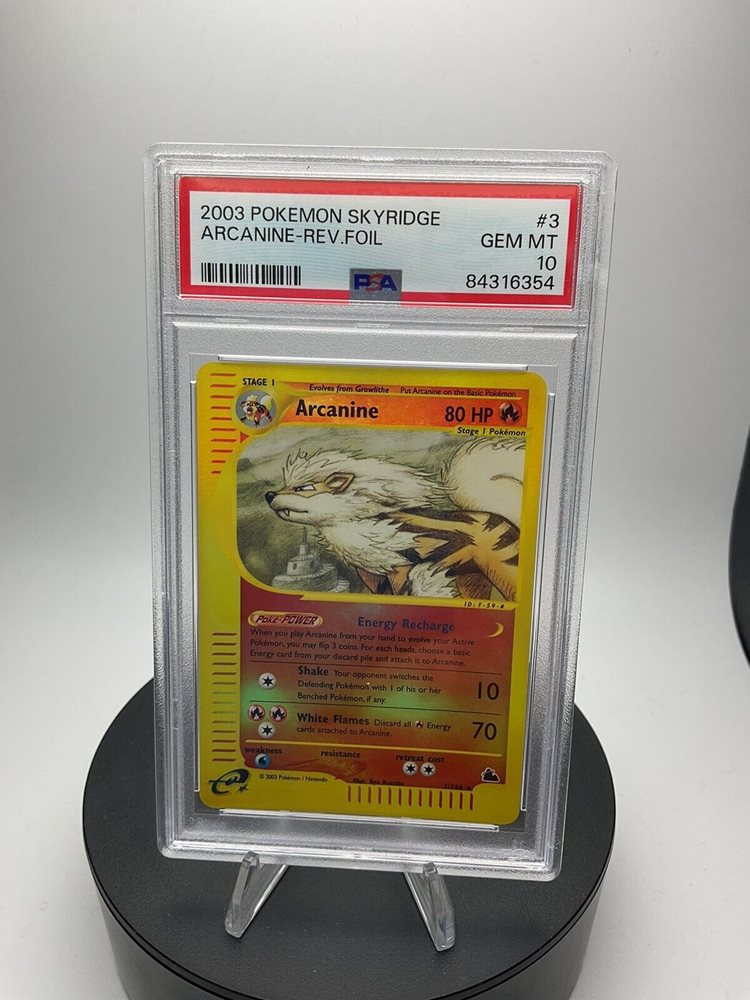 2003 POKEMON SKYRIDGE #3
ARCANINE-REV.FOIL GEM MT
10
PSA 84316354
STAGE 1 Evolves from Growlithe Put Arcanine on the Basic Pokémon
Arcanine 80 HP
Stage 1 Pokémon
ID: F-59-#
Poké-POWER Energy Recharge
When you play Arcanine from your hand to evolve your Active
Pokémon, you may flip 3 coins. For each heads, choose a basic
Energy card from your discard pile and attach it to Arcanine.
Shake Your opponent switches the
Defending Pokémon with 1 of his or her
Benched Pokémon, if any.
10
White Flames Discard all Energy
cards attached to Arcanine.
70
weakness resistance retreat cost
e
© 2003 Pokémon / Nintendo Illus. Aya Kusube